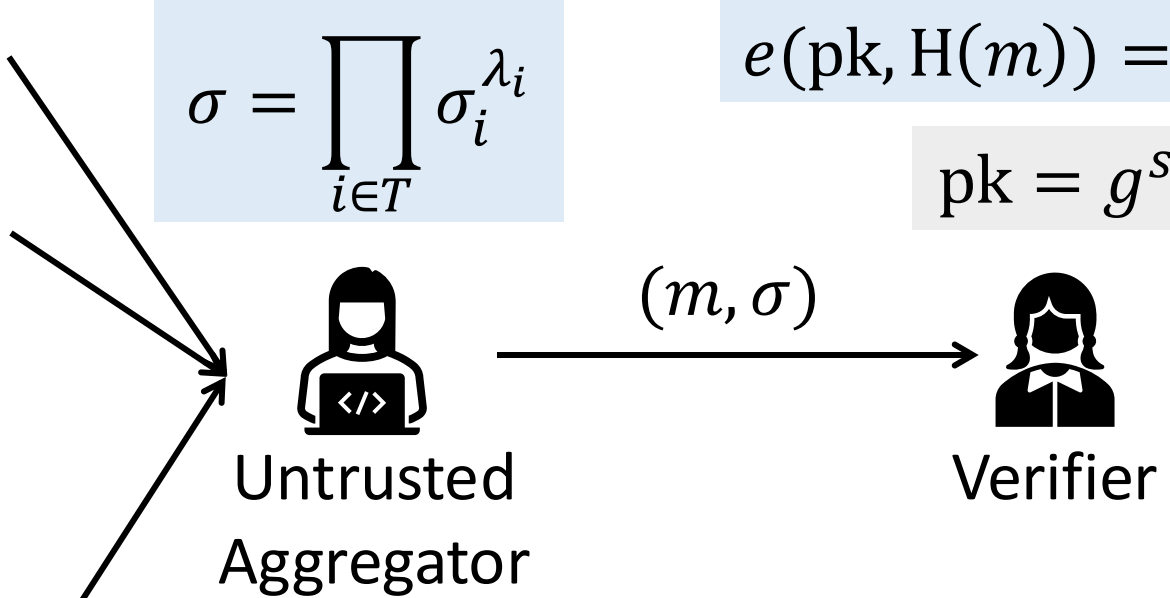 σ = ∏_{i∈T} σ_i^{λ_i}
e(pk, H(m)) =
pk = g^s
(m, σ)
</>
Untrusted
Aggregator
Verifier